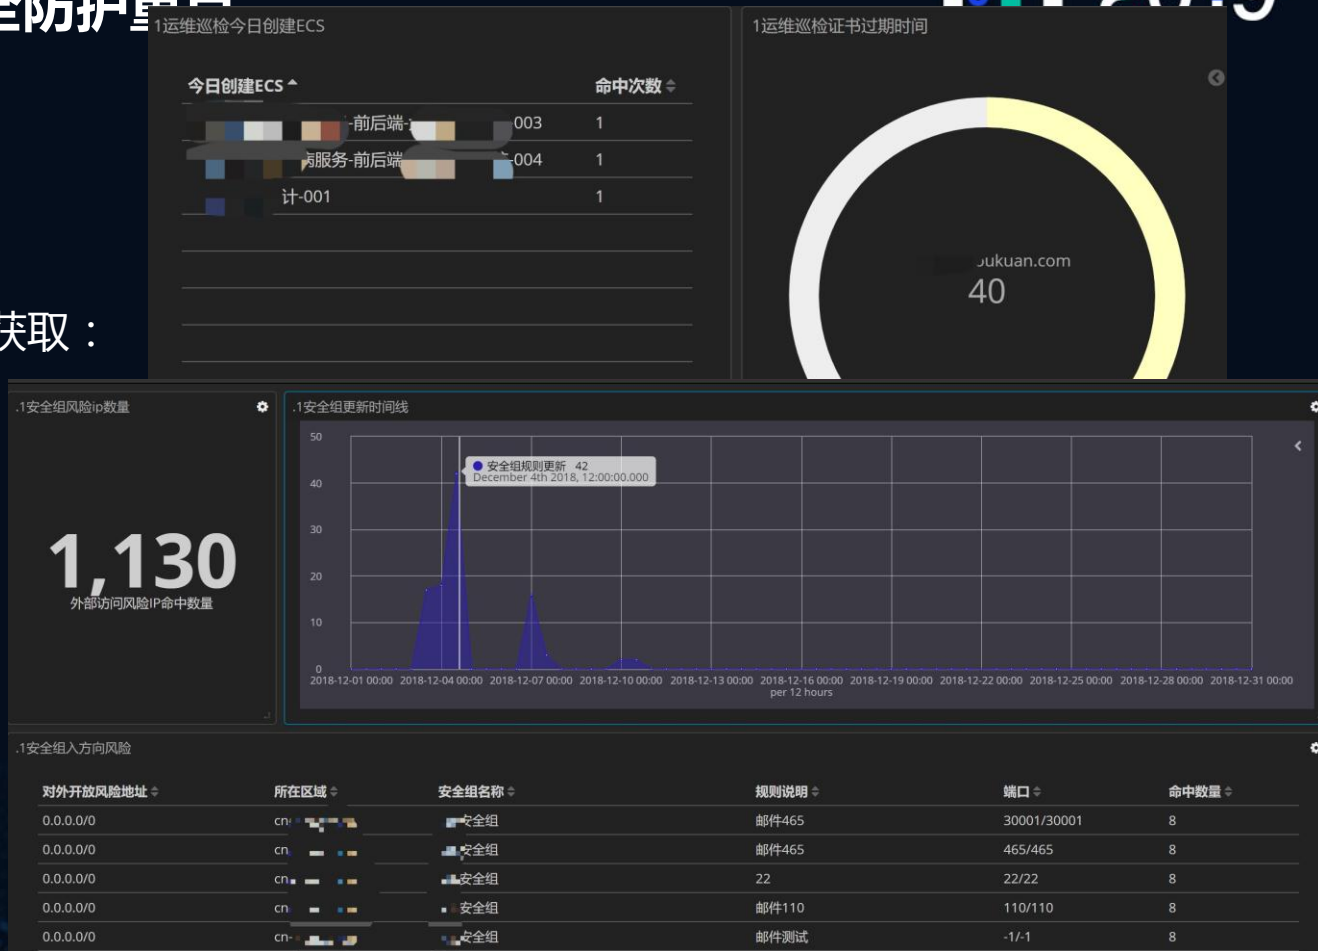 全防护量白
2019
1运维巡检今日创建ECS
今日创建ECS 命中次数
-前后端- 003 1
服务-前后端 -004 1
计-001 1
1运维巡检证书过期时间
ukuan.com
40
获取：
.1安全组风险ip数量
1,130
外部访问风险IP命中数量
.1安全组更新时间线
50
40
30
20
10
0
安全组规则更新 42
December 4th 2018, 12:00:00.000
2018-12-01 00:00 2018-12-04 00:00 2018-12-07 00:00 2018-12-10 00:00 2018-12-13 00:00 2018-12-16 00:00 2018-12-19 00:00 2018-12-22 00:00 2018-12-25 00:00 2018-12-28 00:00 2018-12-31 00:00
per 12 hours
.1安全组入方向风险
对外开放风险地址 所在区域 安全组名称 规则说明 端口 命中数量
0.0.0.0/0 cn 安全组 邮件465 30001/30001 8
0.0.0.0/0 cn 安全组 邮件465 465/465 8
0.0.0.0/0 cn 安全组 22 22/22 8
0.0.0.0/0 cn 安全组 邮件110 110/110 8
0.0.0.0/0 cn- 安全组 邮件测试 -1/-1 8